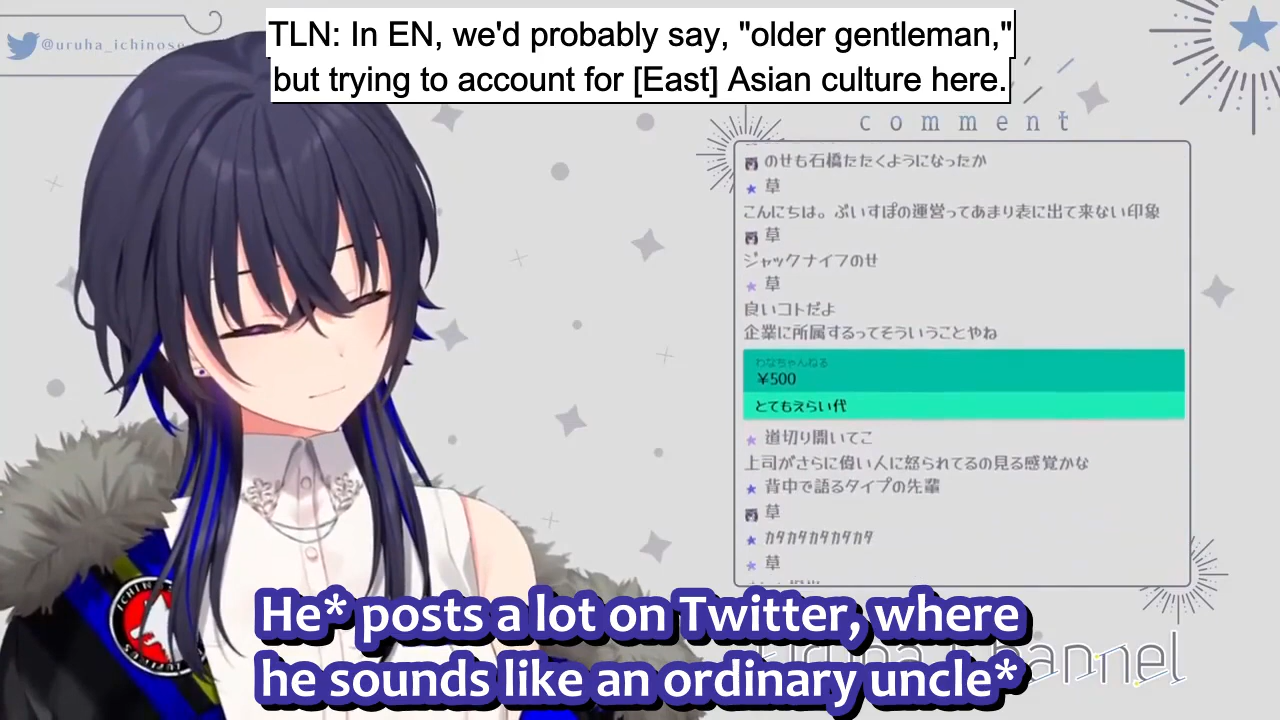 @uruha_ichinose
TLN: In EN, we'd probably say, "older gentleman,"
but trying to account for [East] Asian culture here.
comment
のせも石橋たたくようになったか
草
こんにちは。ぶいすぽの運営ってあまり表に出て来ない印象
草
ジャックナイフのせ
草
良いコトだよ
企業に所属するってそういうことやね
わなちゃんねる
¥500
とてもえらい代
道切り開いてこ
上司がさらに偉い人に怒られてるの見る感覚かな
背中で語るタイプの先輩
草
カタカタカタカタカタ
草
He* posts a lot on Twitter, where
he sounds like an ordinary uncle*
channel